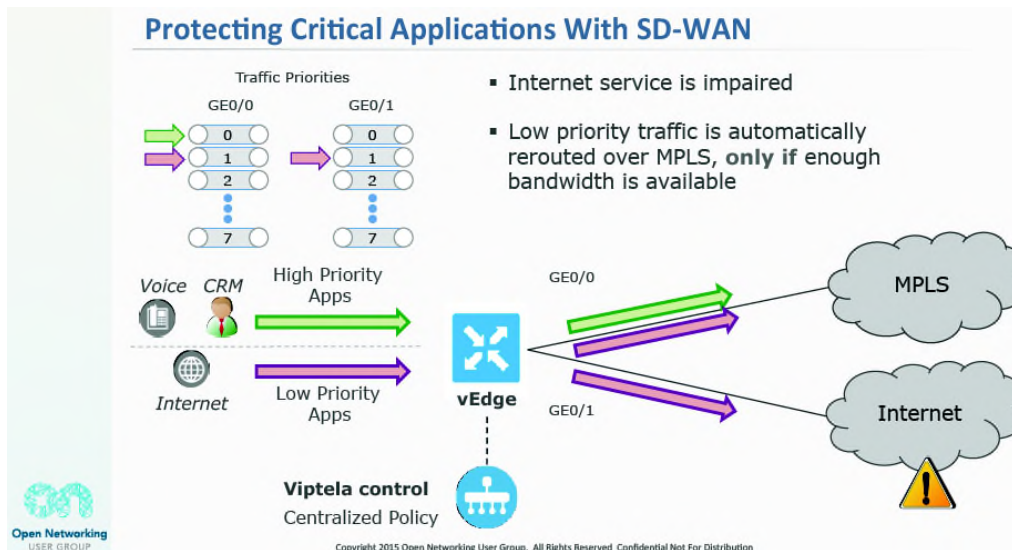 Protecting Critical Applications With SD-WAN
Traffic Priorities
GE0/0
GE0/1
0
1
2
7
0
1
2
7
▪ Internet service is impaired
▪ Low priority traffic is automatically
rerouted over MPLS, only if enough
bandwidth is available
Voice
CRM
High Priority
Apps
Internet
Low Priority
Apps
vEdge
GE0/0
GE0/1
MPLS
Internet
!
Viptela control
Centralized Policy
Open Networking
USER GROUP
Copyright 2015 Open Networking User Group. All Rights Reserved Confidential Not For Distribution